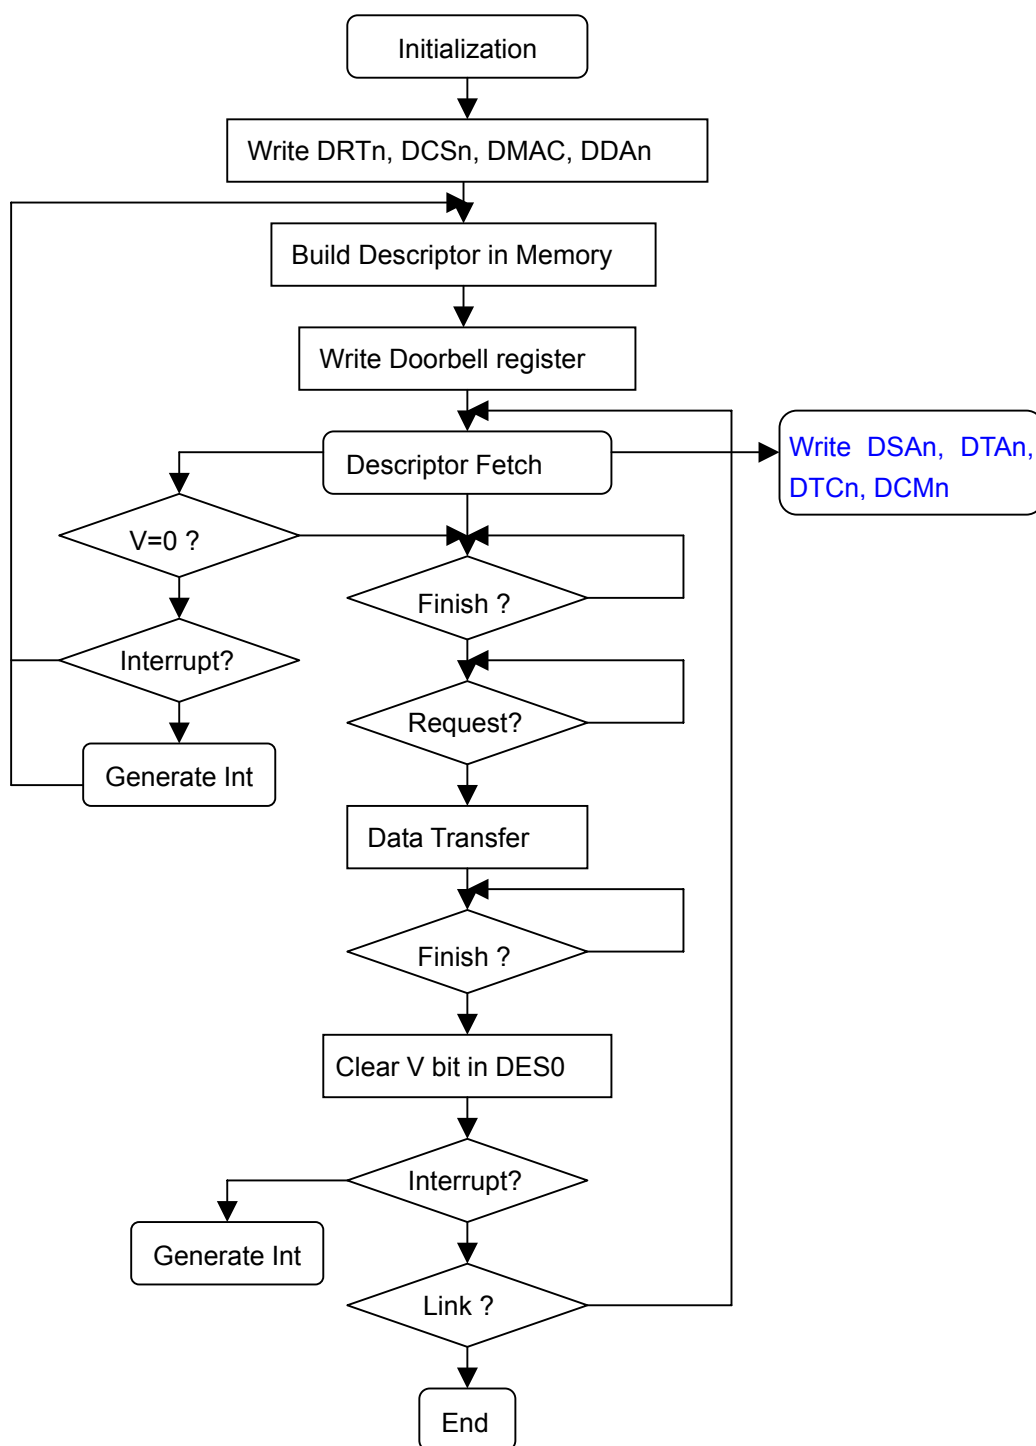 Initialization
Write DRTn, DCSn, DMAC, DDAn
Build Descriptor in Memory
Write Doorbell register
Descriptor Fetch
Write DSAn, DTAn,
DTCn, DCMn
V=0 ?
Finish ?
Interrupt?
Request?
Generate Int
Data Transfer
Finish ?
Clear V bit in DES0
Interrupt?
Generate Int
Link ?
End